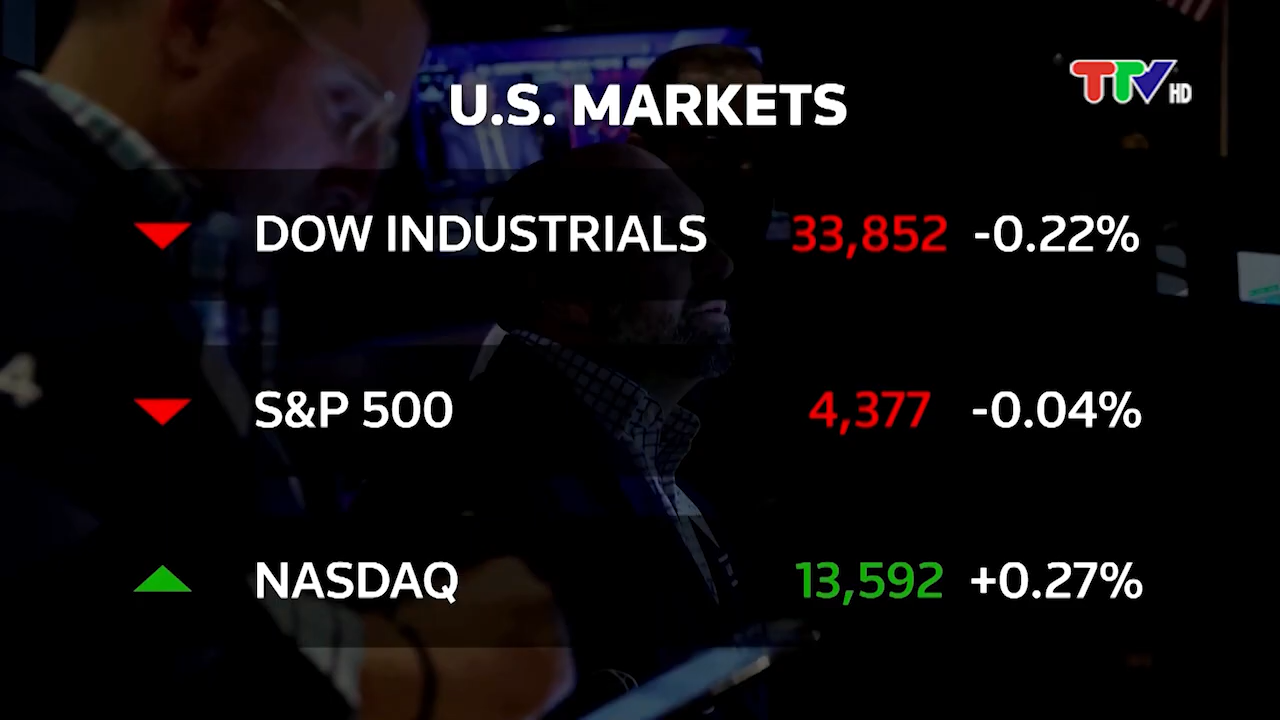 U.S. MARKETS
TTV HD
DOW INDUSTRIALS 33,852 -0.22%
S&P 500 4,377 -0.04%
NASDAQ 13,592 +0.27%